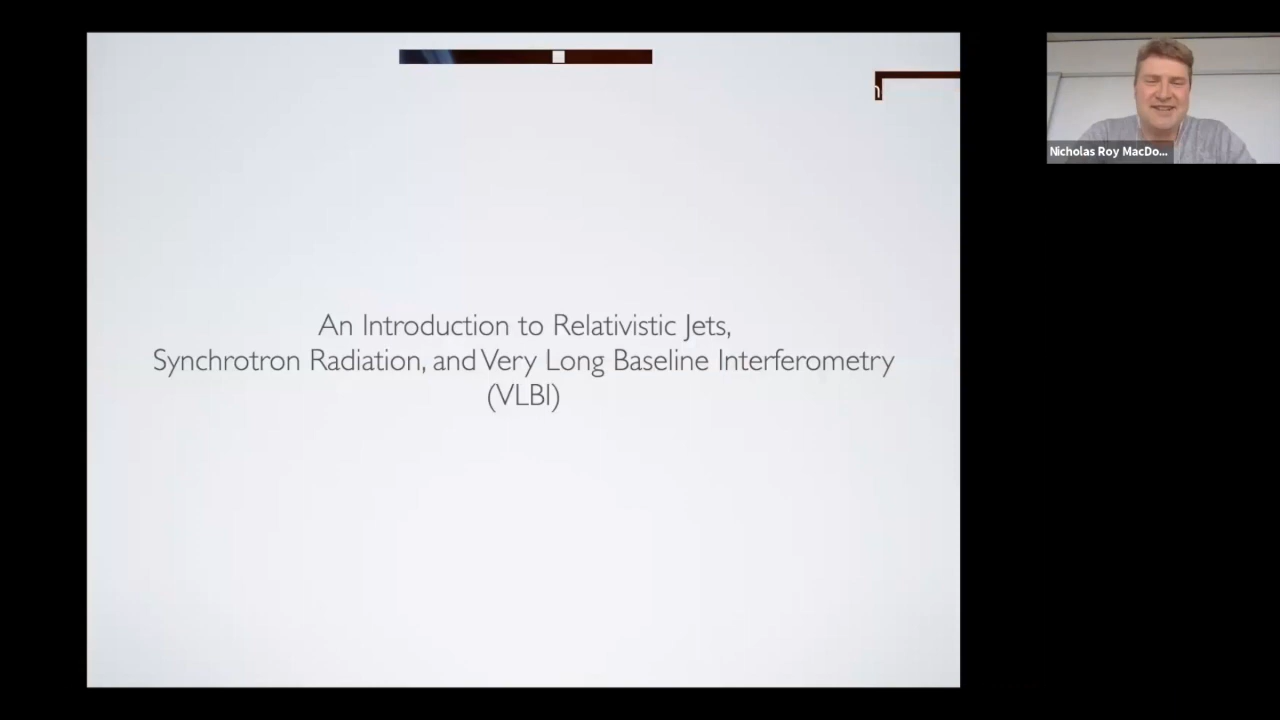 An Introduction to Relativistic Jets,
Synchrotron Radiation, and Very Long Baseline Interferometry
(VLBI)
Nicholas Roy MacDo...